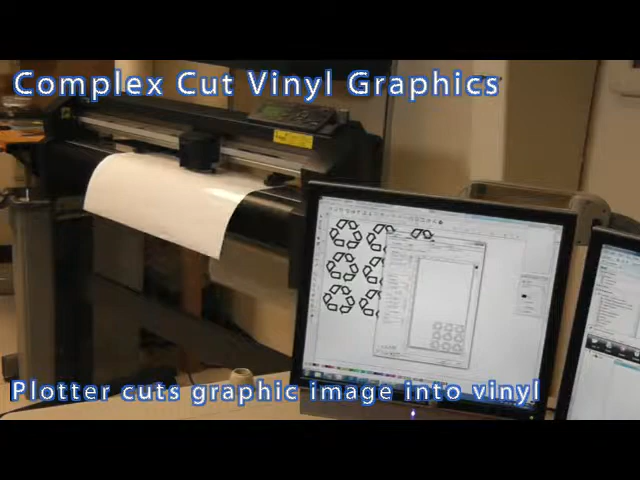 Complex Cut Vinyl Graphics
Plotter cuts graphic image into vinyl